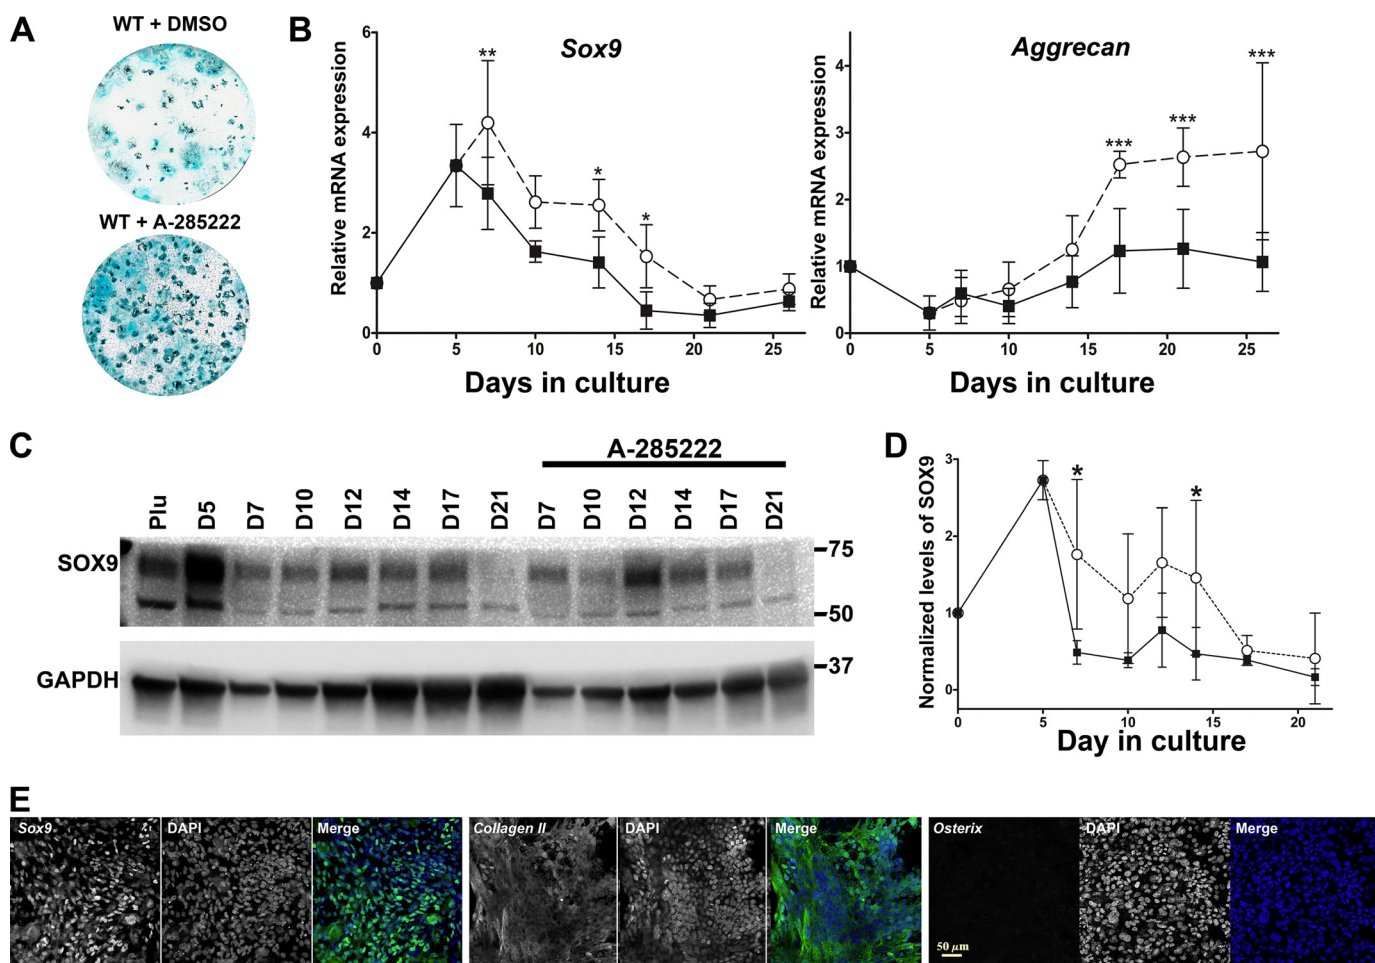 A
WT + DMSO
WT + A-285222
B
Relative mRNA expression
6
4
2
0
Sox9
**
*
*
0 5 10 15 20 25
Days in culture
Relative mRNA expression
4
3
2
1
0
Aggrecan
***
***
***
***
0 5 10 15 20 25
Days in culture
C
A-285222
Plu D5 D7 D10 D12 D14 D17 D21 D7 D10 D12 D14 D17 D21
SOX9
75
50
GAPDH
37
D
Normalized levels of SOX9
3
2
1
0
*
*
0 5 10 15 20
Day in culture
E
Sox9 DAPI Merge Collagen II DAPI Merge Osterix DAPI Merge
50 μm